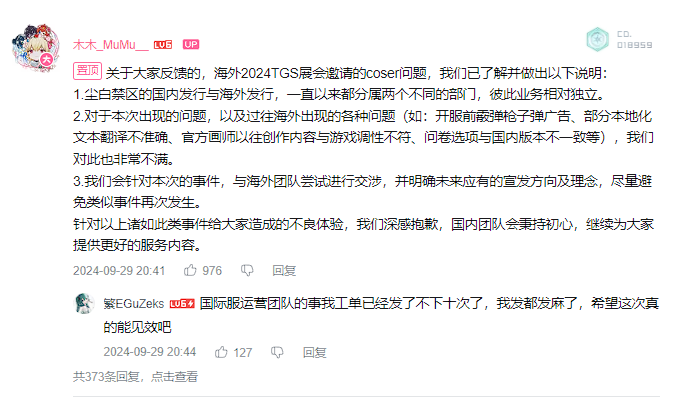 木木_MuMu__ LV6 UP
CD.
018959
置顶 关于大家反馈的，海外2024TGS展会邀请的coser问题，我们已了解并做出以下说明：
1.尘白禁区的国内发行与海外发行，一直以来都分属两个不同的部门，彼此业务相对独立。
2.对于本次出现的问题，以及过往海外出现的各种问题（如：开服前霰弹枪子弹广告、部分本地化
文本翻译不准确、官方画师以往创作内容与游戏调性不符、问卷选项与国内版本不一致等），我们
对此也非常不满。
3.我们会针对本次的事件，与海外团队尝试进行交涉，并明确未来应有的宣发方向及理念，尽量避
免类似事件再次发生。
针对以上诸如此类事件给大家造成的不良体验，我们深感抱歉，国内团队会秉持初心，继续为大家
提供更好的服务内容。
2024-09-29 20:41 976 回复
繁EGuZeks LV6 国际服运营团队的事我工单已经发了不下十次了，我发都发麻了，希望这次真
的能见效吧
2024-09-29 20:44 127 回复
共373条回复，点击查看